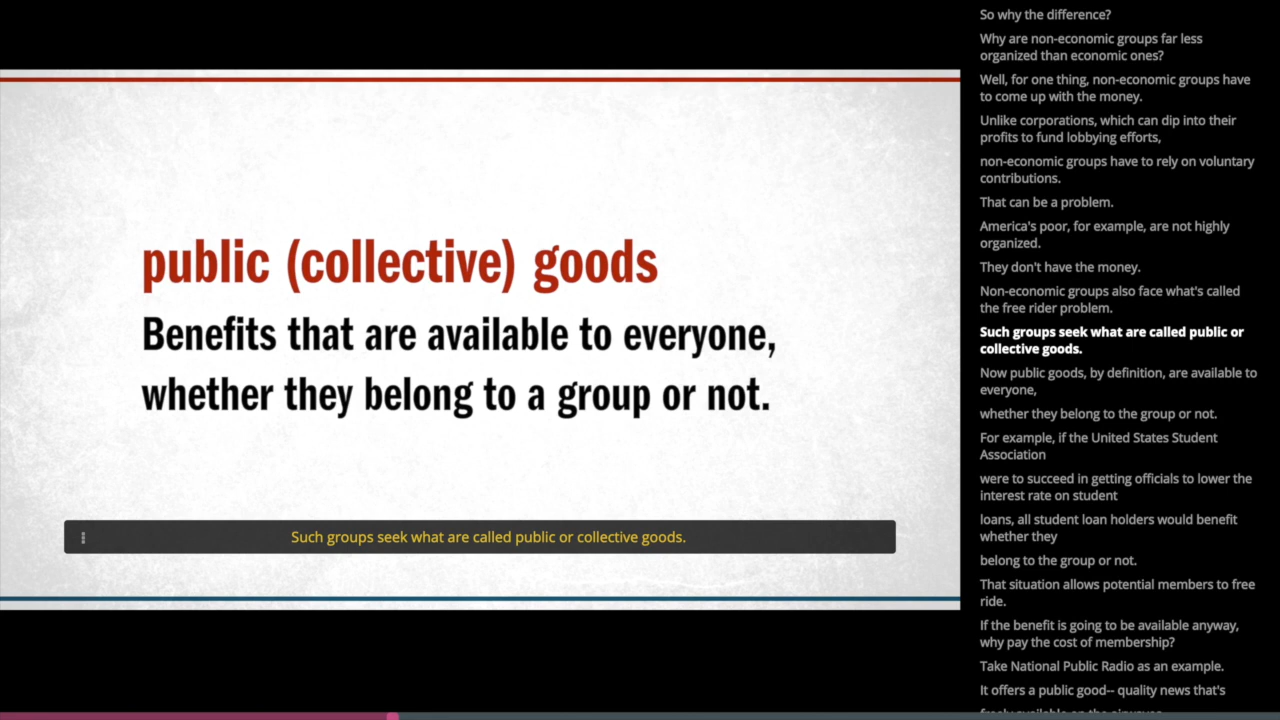 public (collective) goods
Benefits that are available to everyone,
whether they belong to a group or not.
Such groups seek what are called public or collective goods.
So why the difference?
Why are non-economic groups far less
organized than economic ones?
Well, for one thing, non-economic groups have
to come up with the money.
Unlike corporations, which can dip into their
profits to fund lobbying efforts,
non-economic groups have to rely on voluntary
contributions.
That can be a problem.
America's poor, for example, are not highly
organized.
They don't have the money.
Non-economic groups also face what's called
the free rider problem.
Such groups seek what are called public or
collective goods.
Now public goods, by definition, are available to
everyone,
whether they belong to the group or not.
For example, if the United States Student
Association
were to succeed in getting officials to lower the
interest rate on student
loans, all student loan holders would benefit
whether they
belong to the group or not.
That situation allows potential members to free
ride.
If the benefit is going to be available anyway,
why pay the cost of membership?
Take National Public Radio as an example.
It offers a public good-- quality news that's
freely available on the airwaves